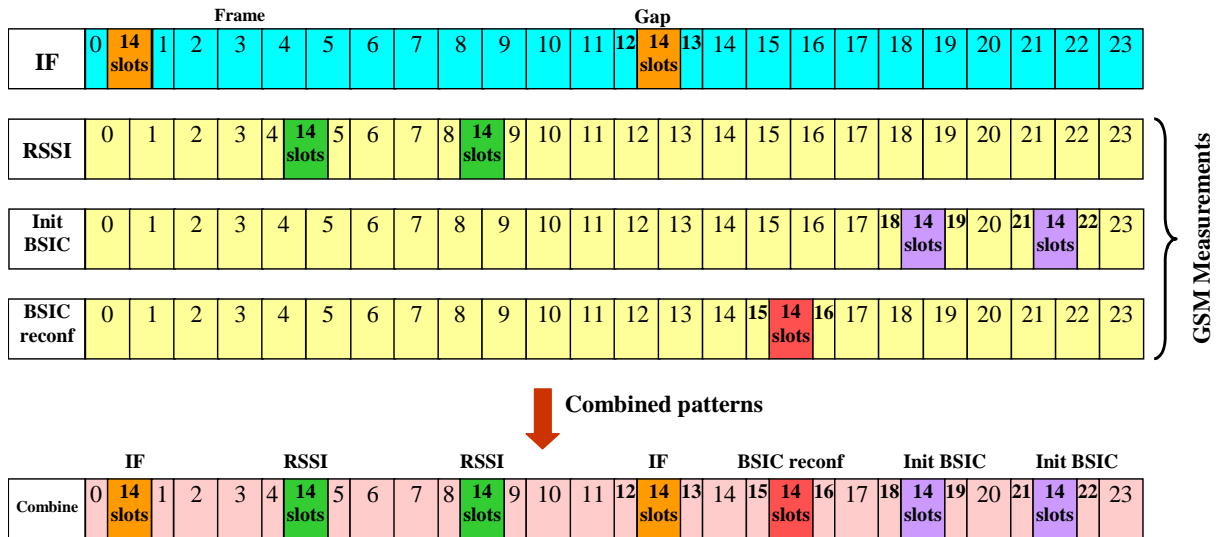 Frame Gap
IF 0 14 slots 1 2 3 4 5 6 7 8 9 10 11 12 14 slots 13 14 15 16 17 18 19 20 21 22 23
RSSI 0 1 2 3 4 14 slots 5 6 7 8 14 slots 9 10 11 12 13 14 15 16 17 18 19 20 21 22 23
Init BSIC 0 1 2 3 4 5 6 7 8 9 10 11 12 13 14 15 16 17 18 14 slots 19 20 21 14 slots 22 23
BSIC reconf 0 1 2 3 4 5 6 7 8 9 10 11 12 13 14 15 14 slots 16 17 18 19 20 21 22 23
GSM Measurements
Combined patterns
IF RSSI RSSI IF BSIC reconf Init BSIC Init BSIC
Combine 0 14 slots 1 2 3 4 14 slots 5 6 7 8 14 slots 9 10 11 12 14 slots 13 14 15 14 slots 16 17 18 14 slots 19 20 21 14 slots 22 23